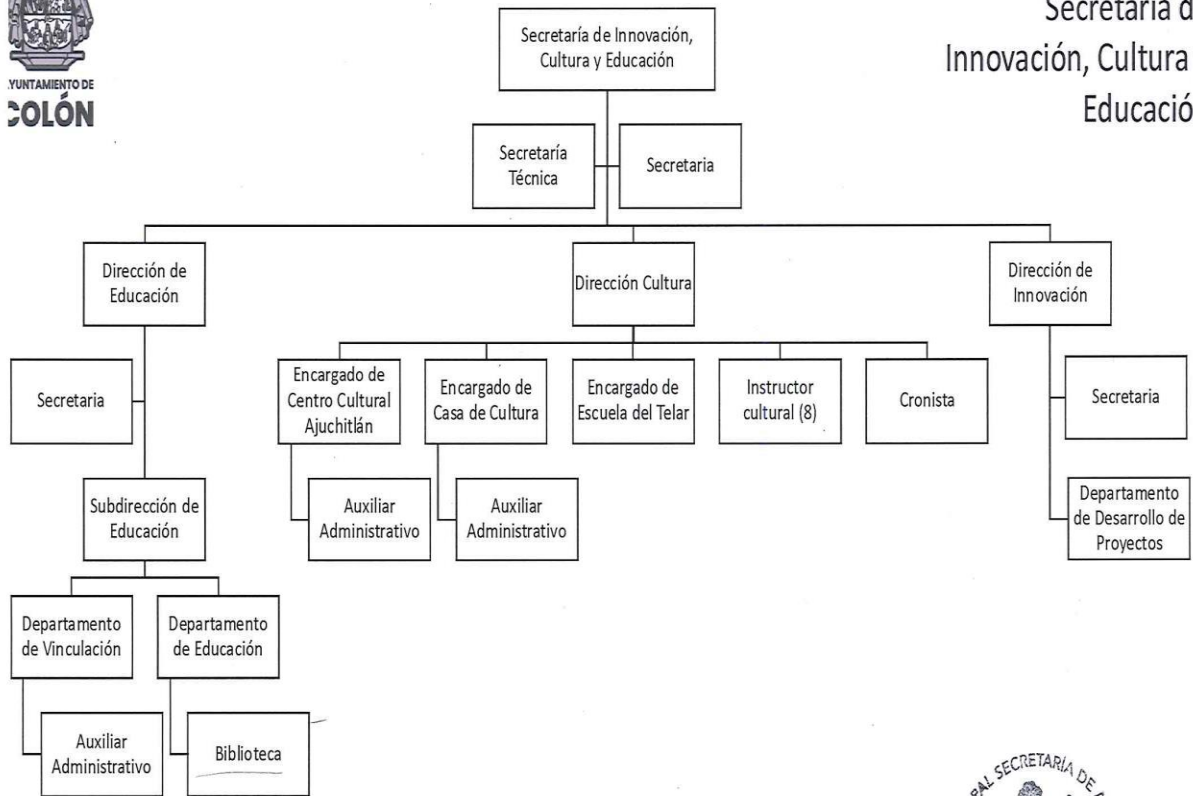 YUNTAMIENTO DE
COLÓN
Secretaría d
Innovación, Cultura
Educació
Secretaría de Innovación,
Cultura y Educación
Secretaría
Técnica
Secretaria
Dirección de
Educación
Dirección Cultura
Dirección de
Innovación
Secretaria
Encargado de
Centro Cultural
Ajuchitlán
Encargado de
Casa de Cultura
Encargado de
Escuela del Telar
Instructor
cultural (8)
Cronista
Secretaria
Subdirección de
Educación
Auxiliar
Administrativo
Auxiliar
Administrativo
Departamento
de Desarrollo de
Proyectos
Departamento
de Vinculación
Departamento
de Educación
Auxiliar
Administrativo
Biblioteca
SECRETARÍA DE